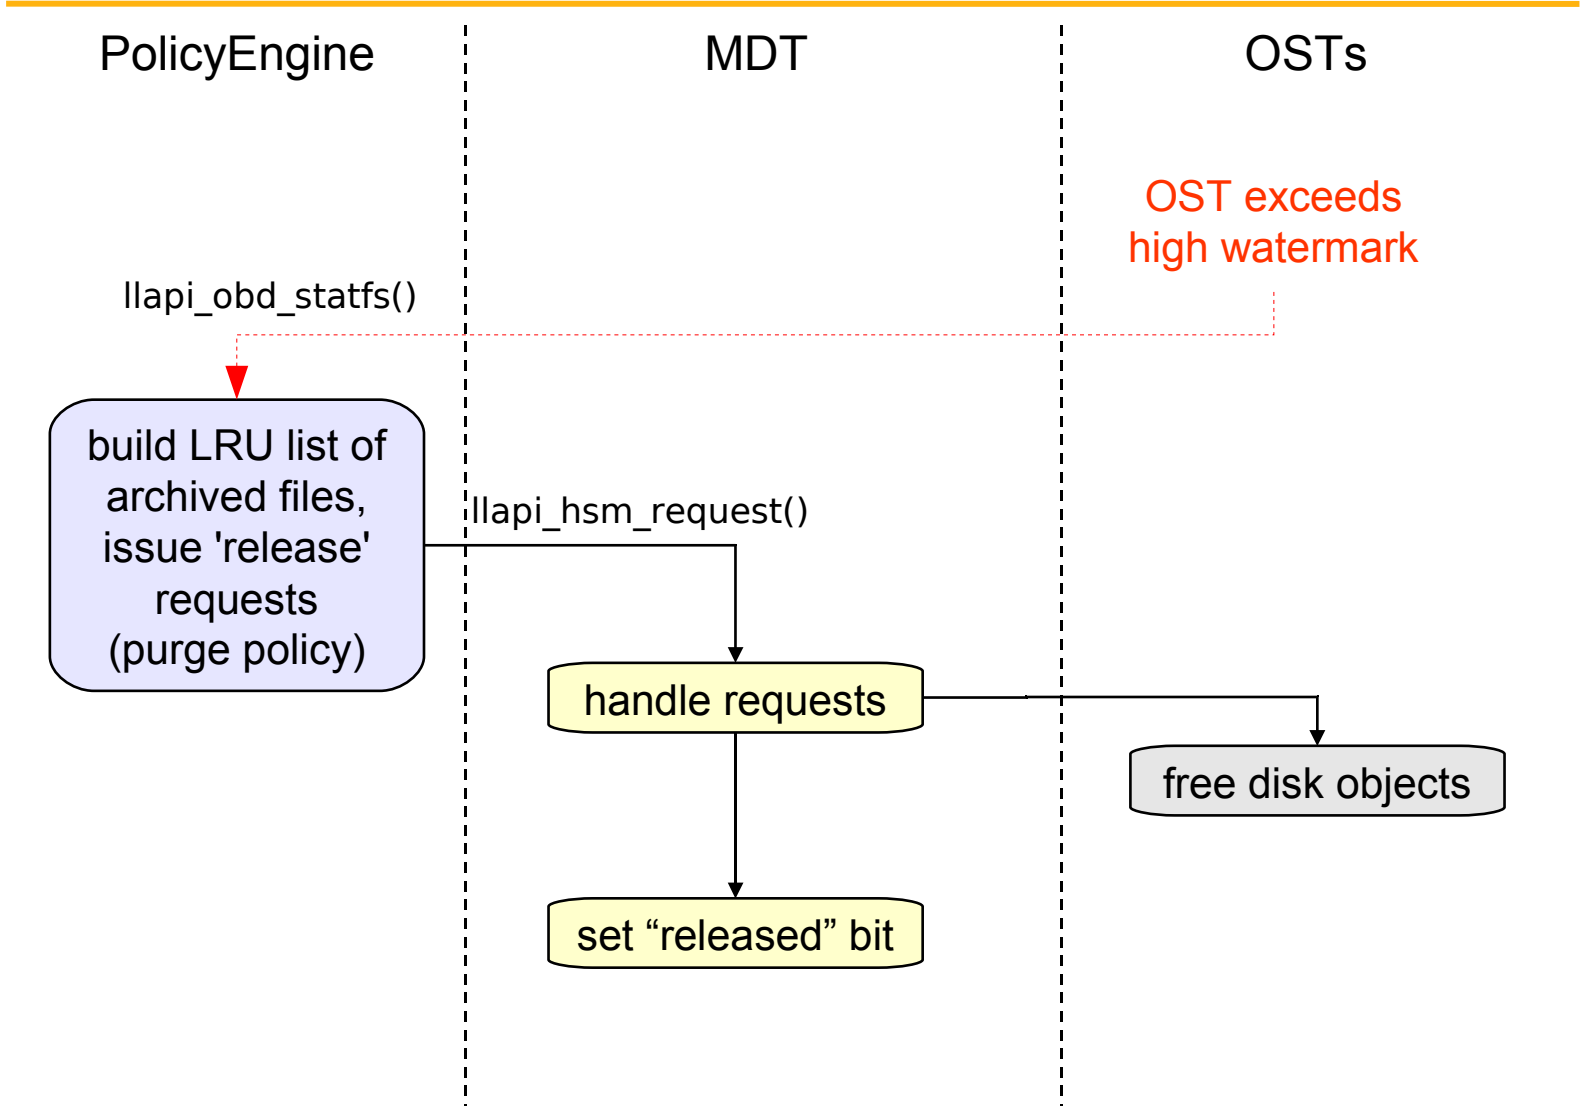 PolicyEngine
MDT
OSTs
OST exceeds
high watermark
llapi_obd_statfs()
build LRU list of
archived files,
issue 'release'
requests
(purge policy)
llapi_hsm_request()
handle requests
free disk objects
set “released” bit